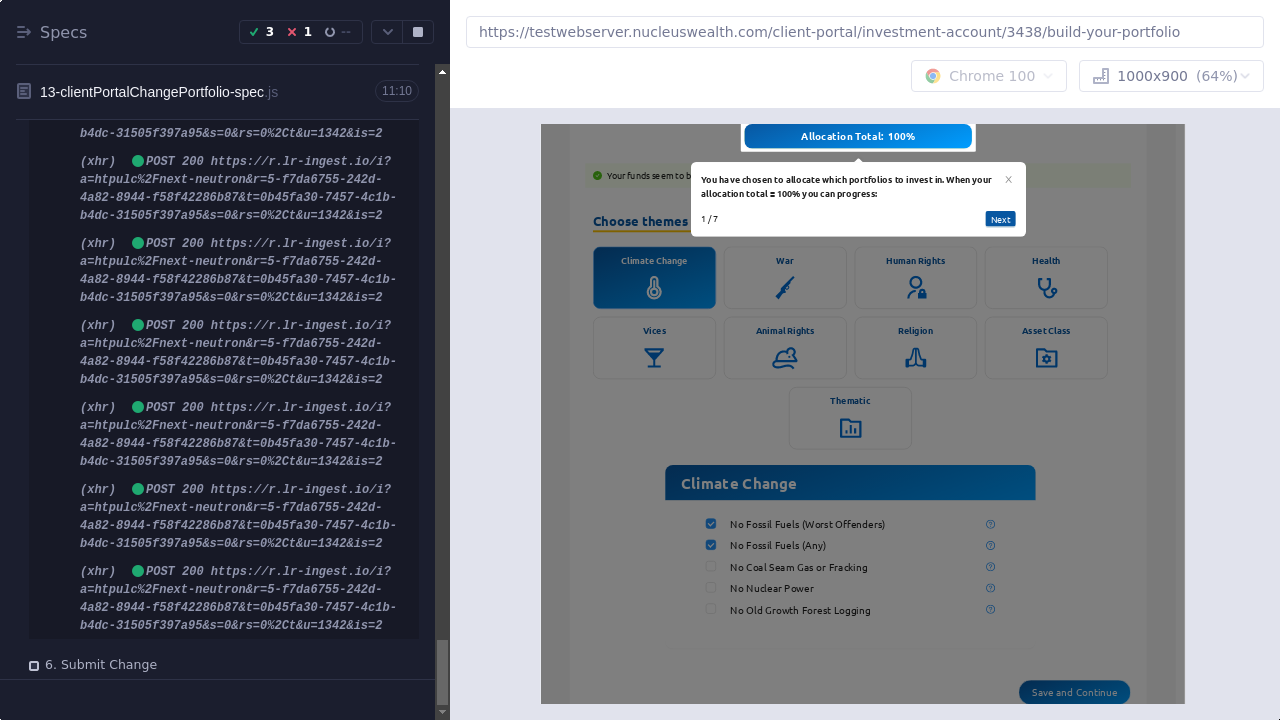 Specs
3
1
--
https://testwebserver.nucleuswealth.com/client-portal/investment-account/3438/build-your-portfolio
Chrome 100
1000x900 (64%)
13-clientPortalChangePortfolio-spec.js
11:10
b4dc-31505f397a95&s=0&rs=0%2Ct&u=1342&is=2
(xhr) POST 200 https://r.lr-ingest.io/i?
a=htpulc%2Fnext-neutron&r=5-f7da6755-242d-
4a82-8944-f58f42286b87&t=0b45fa30-7457-4c1b-
b4dc-31505f397a95&s=0&rs=0%2Ct&u=1342&is=2
(xhr) POST 200 https://r.lr-ingest.io/i?
a=htpulc%2Fnext-neutron&r=5-f7da6755-242d-
4a82-8944-f58f42286b87&t=0b45fa30-7457-4c1b-
b4dc-31505f397a95&s=0&rs=0%2Ct&u=1342&is=2
(xhr) POST 200 https://r.lr-ingest.io/i?
a=htpulc%2Fnext-neutron&r=5-f7da6755-242d-
4a82-8944-f58f42286b87&t=0b45fa30-7457-4c1b-
b4dc-31505f397a95&s=0&rs=0%2Ct&u=1342&is=2
(xhr) POST 200 https://r.lr-ingest.io/i?
a=htpulc%2Fnext-neutron&r=5-f7da6755-242d-
4a82-8944-f58f42286b87&t=0b45fa30-7457-4c1b-
b4dc-31505f397a95&s=0&rs=0%2Ct&u=1342&is=2
(xhr) POST 200 https://r.lr-ingest.io/i?
a=htpulc%2Fnext-neutron&r=5-f7da6755-242d-
4a82-8944-f58f42286b87&t=0b45fa30-7457-4c1b-
b4dc-31505f397a95&s=0&rs=0%2Ct&u=1342&is=2
(xhr) POST 200 https://r.lr-ingest.io/i?
a=htpulc%2Fnext-neutron&r=5-f7da6755-242d-
4a82-8944-f58f42286b87&t=0b45fa30-7457-4c1b-
b4dc-31505f397a95&s=0&rs=0%2Ct&u=1342&is=2
6. Submit Change
Allocation Total: 100%
Your funds seem to b
You have chosen to allocate which portfolios to invest in. When your
allocation total = 100% you can progress:
1 / 7
Next
Choose themes
Climate Change
War
Human Rights
Health
Vices
Animal Rights
Religion
Asset Class
Thematic
Climate Change
No Fossil Fuels (Worst Offenders)
No Fossil Fuels (Any)
No Coal Seam Gas or Fracking
No Nuclear Power
No Old Growth Forest Logging
Save and Continue